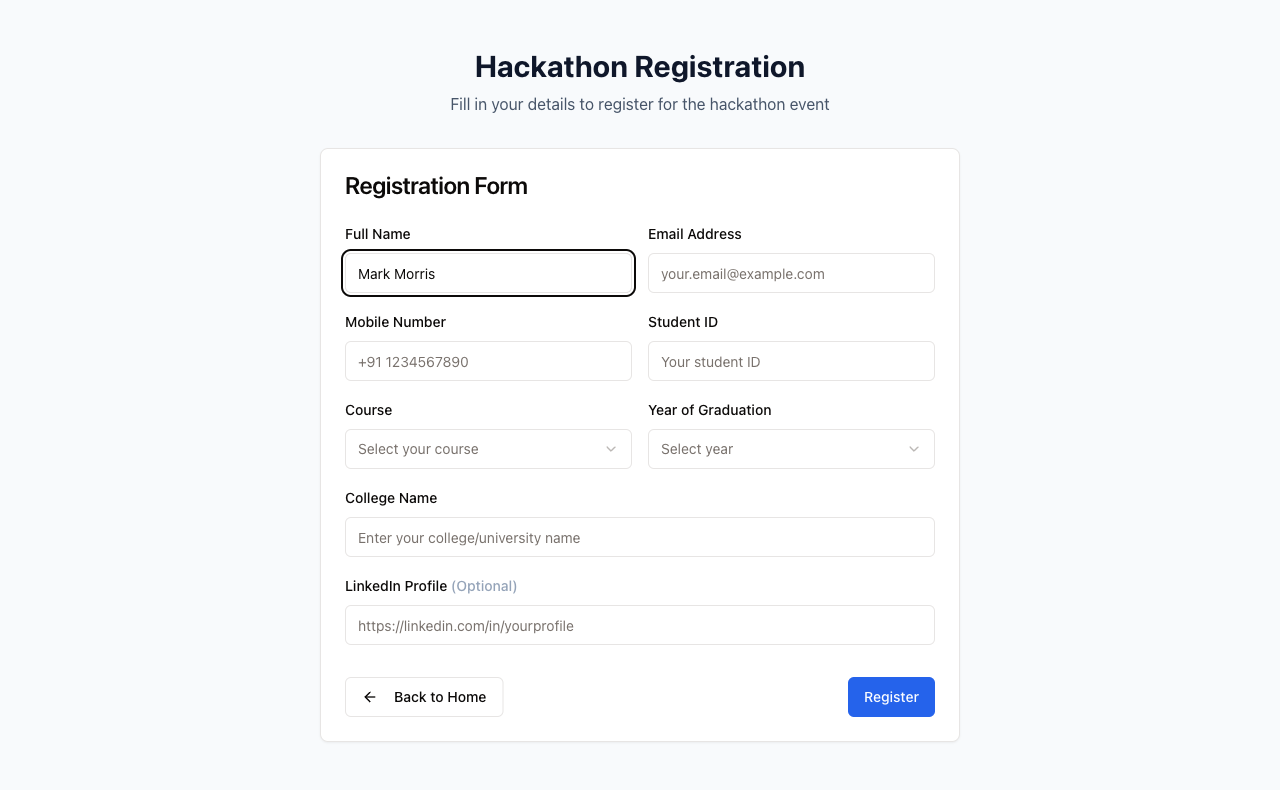 Hackathon Registration
Fill in your details to register for the hackathon event
Registration Form
Full Name
Mark Morris
Email Address
your.email@example.com
Mobile Number
+91 1234567890
Student ID
Your student ID
Course
Select your course
Year of Graduation
Select year
College Name
Enter your college/university name
LinkedIn Profile (Optional)
https://linkedin.com/in/yourprofile
Back to Home
Register